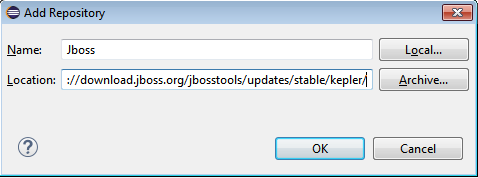 Add Repository
Name: Jboss Local...
Location: ://download.jboss.org/jbosstools/updates/stable/kepler/ Archive...
? OK Cancel